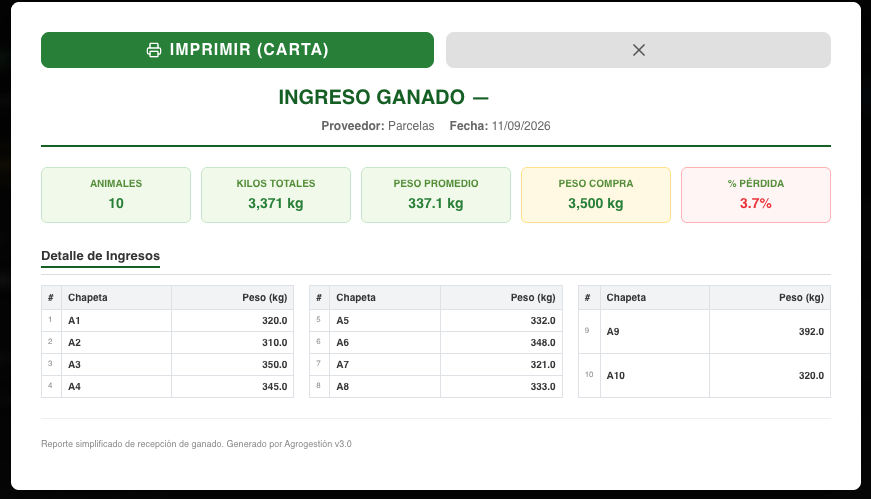 IMPRIMIR (CARTA)
INGRESO GANADO —
Proveedor: Parcelas Fecha: 11/09/2026
ANIMALES
10
KILOS TOTALES
3,371 kg
PESO PROMEDIO
337.1 kg
PESO COMPRA
3,500 kg
% PÉRDIDA
3.7%
Detalle de Ingresos
# Chapeta Peso (kg)
1 A1 320.0
2 A2 310.0
3 A3 350.0
4 A4 345.0
# Chapeta Peso (kg)
5 A5 332.0
6 A6 348.0
7 A7 321.0
8 A8 333.0
# Chapeta Peso (kg)
9 A9 392.0
10 A10 320.0
Reporte simplificado de recepción de ganado. Generado por Agrogestión v3.0